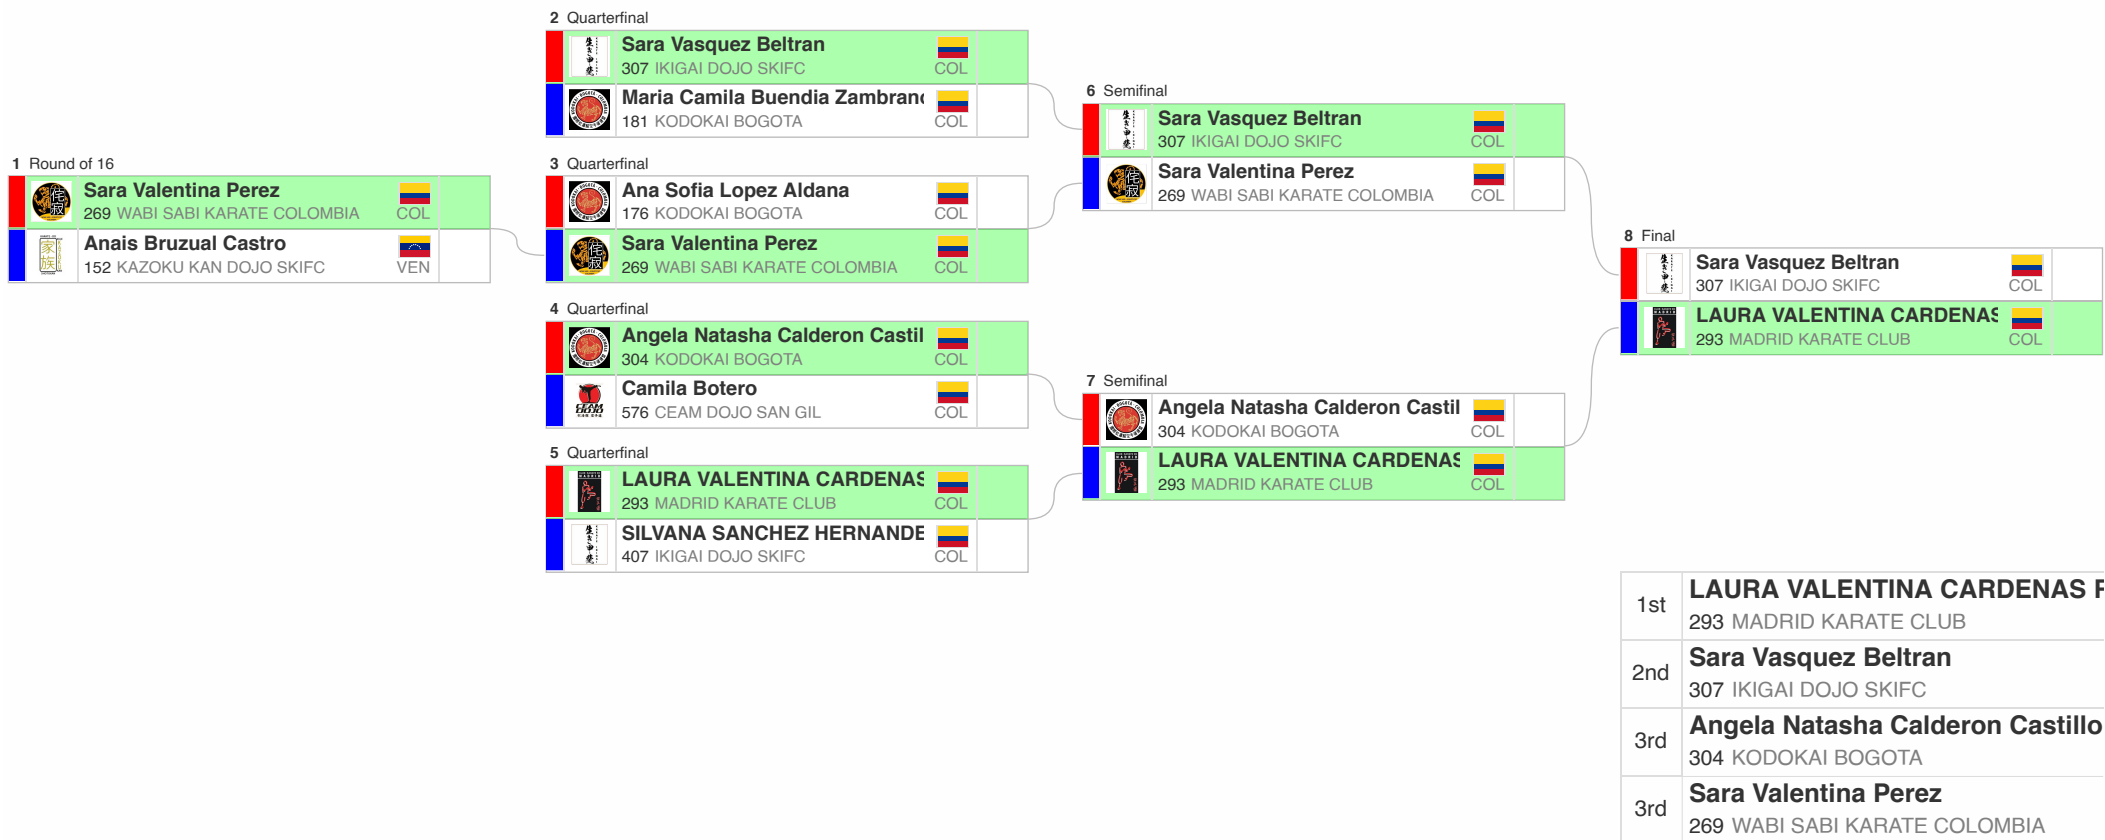 1 Round of 16
Sara Valentina Perez
269 WABI SABI KARATE COLOMBIA COL
Anais Bruzual Castro
152 KAZOKU KAN DOJO SKIFC VEN
2 Quarterfinal
Sara Vasquez Beltran
307 IKIGAI DOJO SKIFC COL
Maria Camila Buendia Zambrano
181 KODOKAI BOGOTA COL
3 Quarterfinal
Ana Sofia Lopez Aldana
176 KODOKAI BOGOTA COL
Sara Valentina Perez
269 WABI SABI KARATE COLOMBIA COL
4 Quarterfinal
Angela Natasha Calderon Castil
304 KODOKAI BOGOTA COL
Camila Botero
576 CEAM DOJO SAN GIL COL
5 Quarterfinal
LAURA VALENTINA CARDENAS
293 MADRID KARATE CLUB COL
SILVANA SANCHEZ HERNANDE
407 IKIGAI DOJO SKIFC COL
6 Semifinal
Sara Vasquez Beltran
307 IKIGAI DOJO SKIFC COL
Sara Valentina Perez
269 WABI SABI KARATE COLOMBIA COL
7 Semifinal
Angela Natasha Calderon Castil
304 KODOKAI BOGOTA COL
LAURA VALENTINA CARDENAS
293 MADRID KARATE CLUB COL
8 Final
Sara Vasquez Beltran
307 IKIGAI DOJO SKIFC COL
LAURA VALENTINA CARDENAS
293 MADRID KARATE CLUB COL
1st LAURA VALENTINA CARDENAS
293 MADRID KARATE CLUB
2nd Sara Vasquez Beltran
307 IKIGAI DOJO SKIFC
3rd Angela Natasha Calderon Castillo
304 KODOKAI BOGOTA
3rd Sara Valentina Perez
269 WABI SABI KARATE COLOMBIA